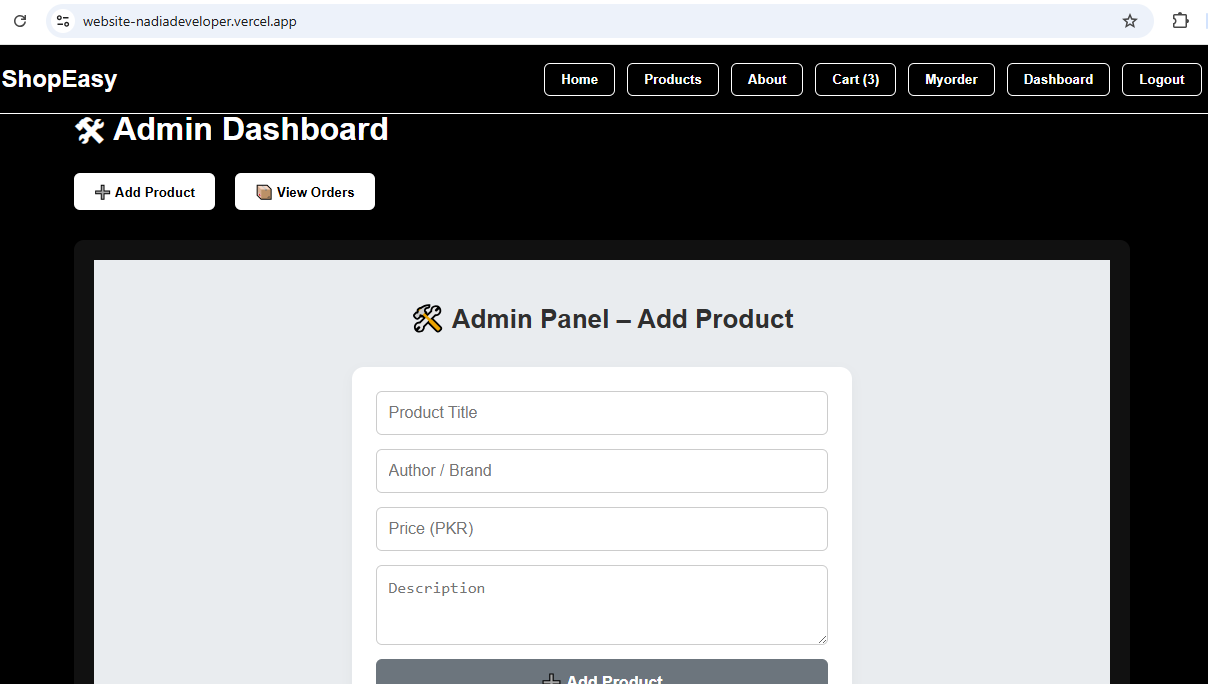 website-nadiadeveloper.vercel.app
ShopEasy
Home Products About Cart (3) Myorder Dashboard Logout
🛠 Admin Dashboard
➕ Add Product 📦 View Orders
🛠 Admin Panel – Add Product
Product Title
Author / Brand
Price (PKR)
Description
➕ Add Product